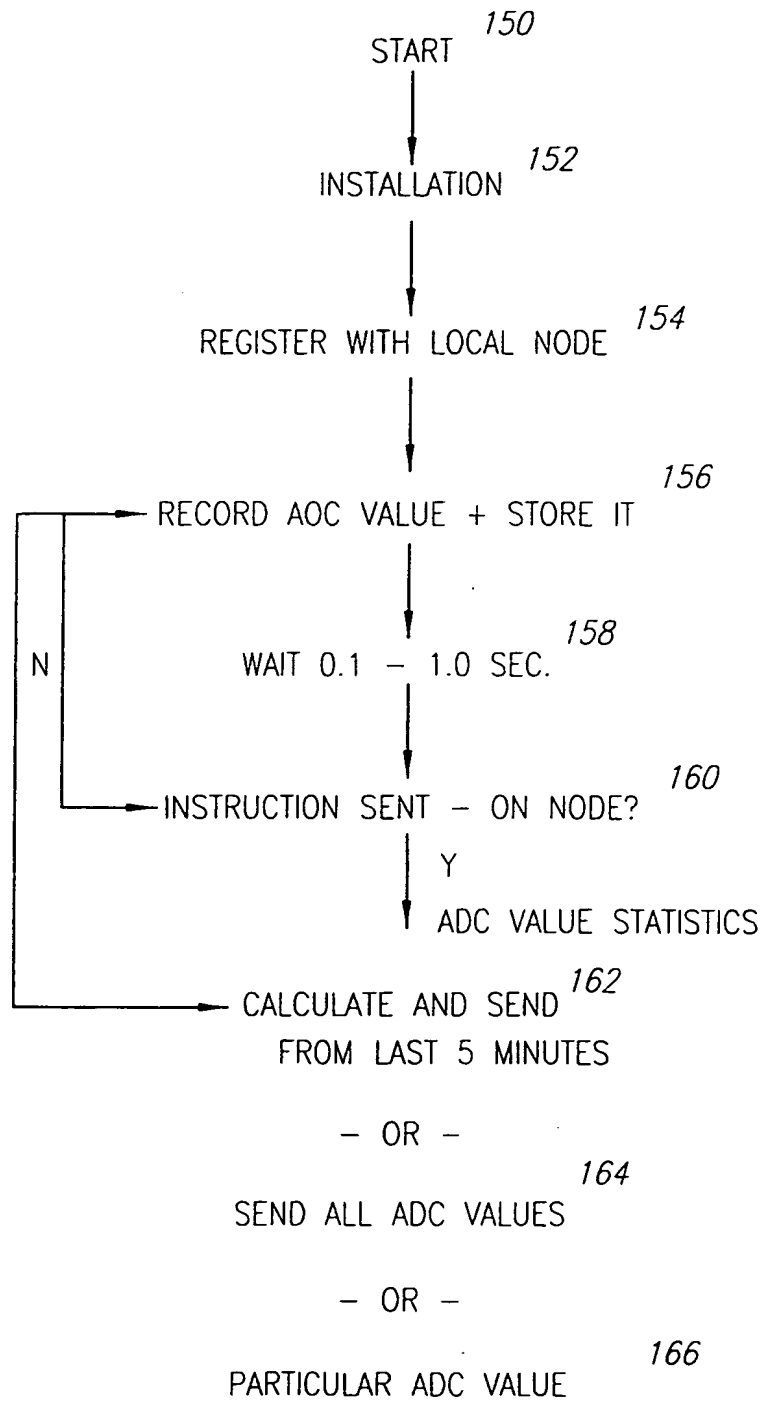 150
START
152
INSTALLATION
154
REGISTER WITH LOCAL NODE
156
RECORD AOC VALUE + STORE IT
158
N
WAIT 0.1 – 1.0 SEC.
160
INSTRUCTION SENT – ON NODE?
Y
ADC VALUE STATISTICS
162
CALCULATE AND SEND
FROM LAST 5 MINUTES
– OR –
164
SEND ALL ADC VALUES
– OR –
166
PARTICULAR ADC VALUE